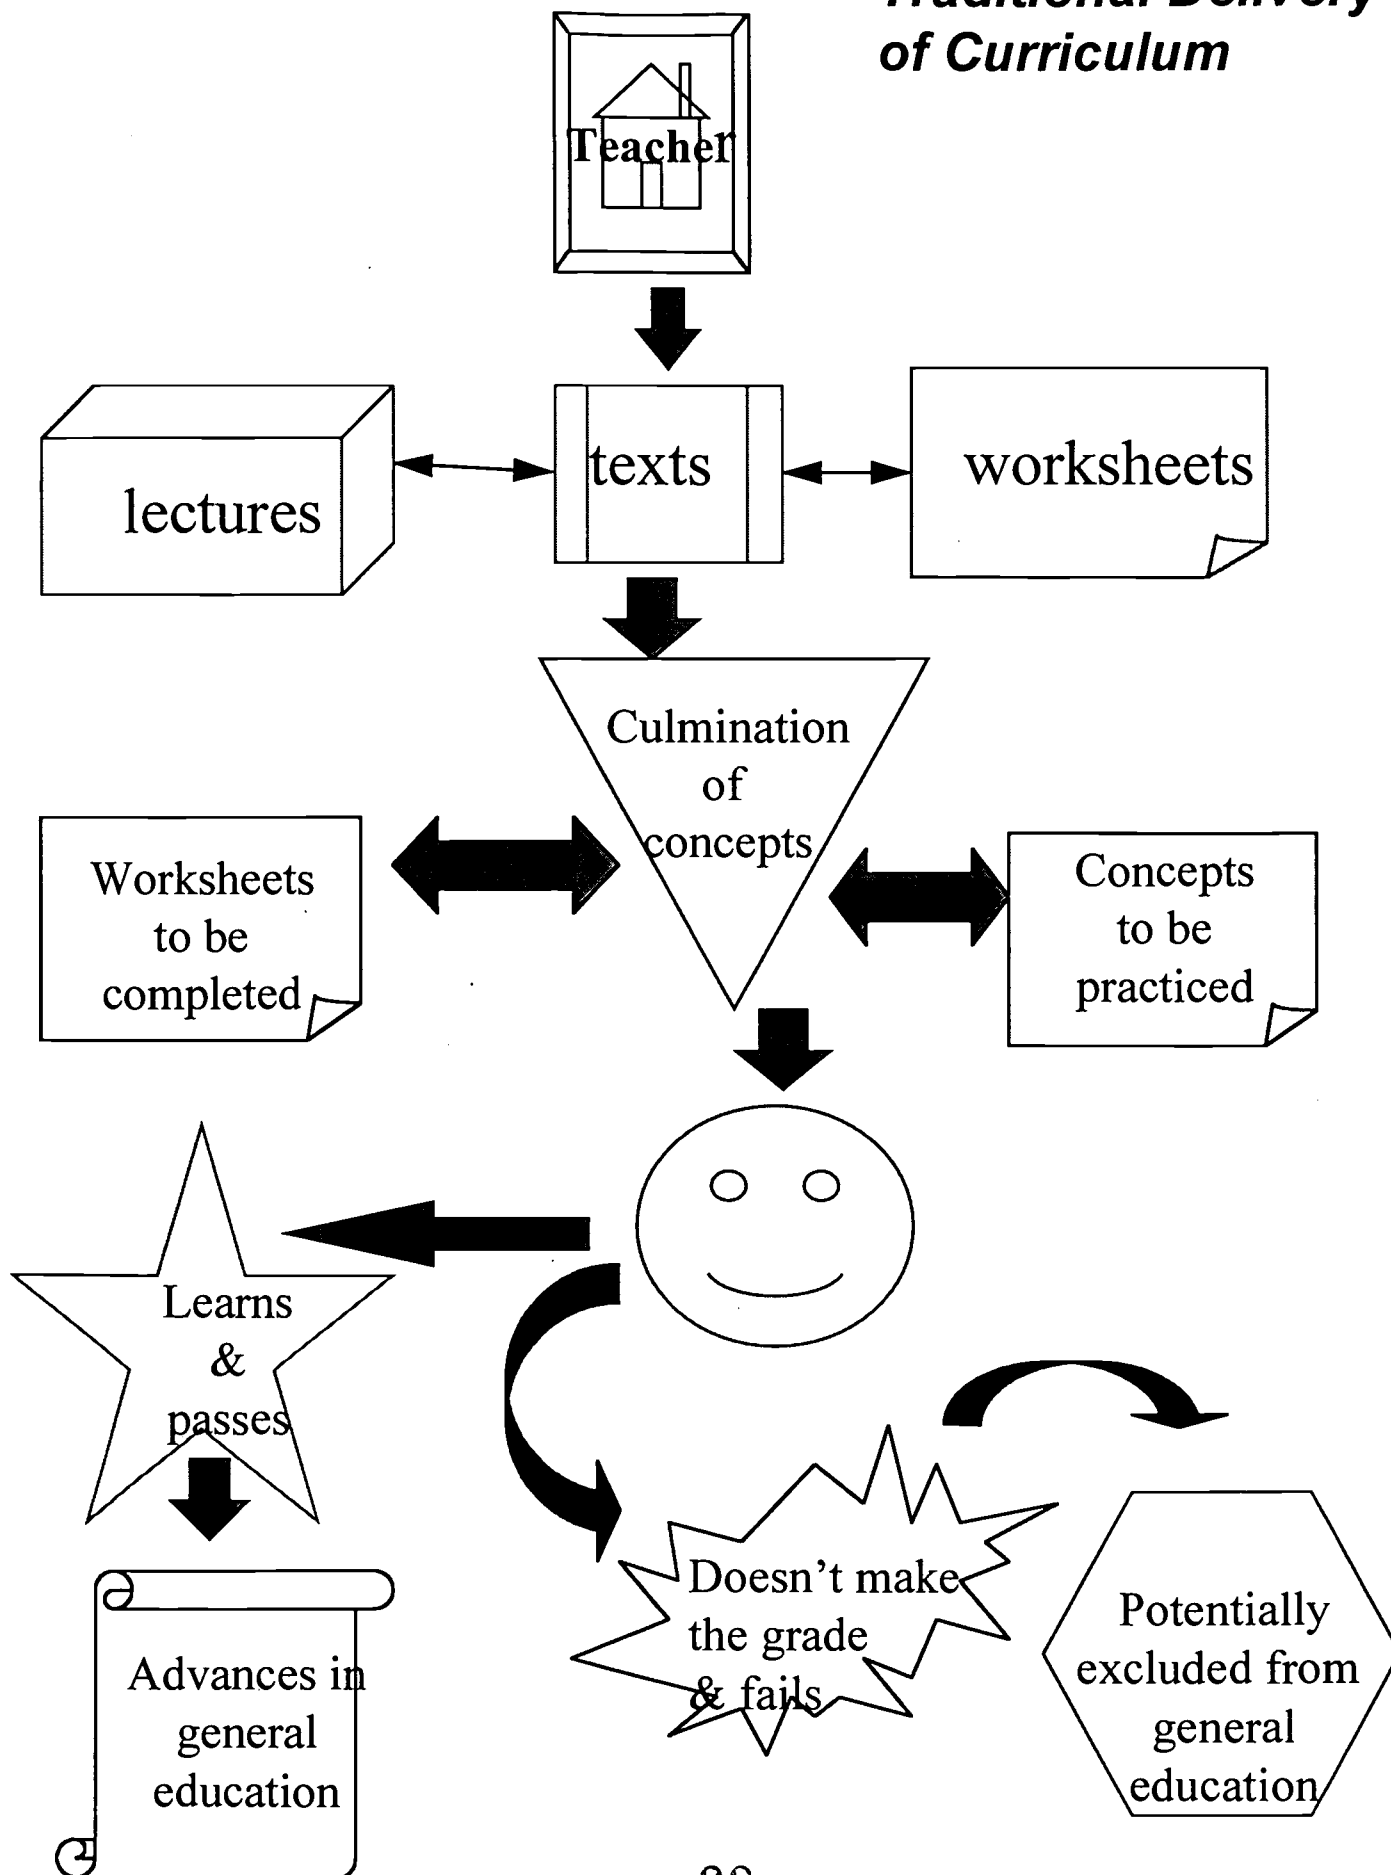 Traditional Delivery
of Curriculum
Teacher
lectures
texts
worksheets
Culmination
of
concepts
Worksheets
to be
completed
Concepts
to be
practiced
Learns
&
passes
Doesn't make
the grade
& fails
Potentially
excluded from
general
education
Advances in
general
education